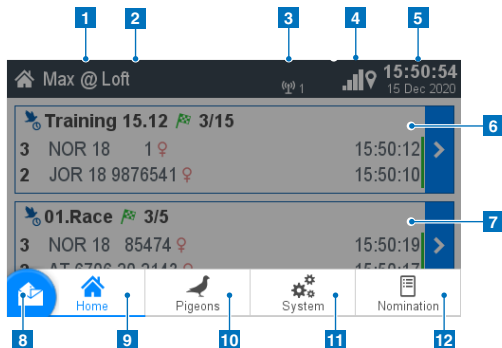 1 2 3 4 5
Max @ Loft 1 15:50:54
15 Dec 2020
Training 15.12 3/15 6
3 NOR 18 1♀ 15:50:12
2 JOR 18 9876541♀ 15:50:10
01.Race 3/5 7
3 NOR 18 85474♀ 15:50:19
Home Pigeons System Nomination
8 9 10 11 12